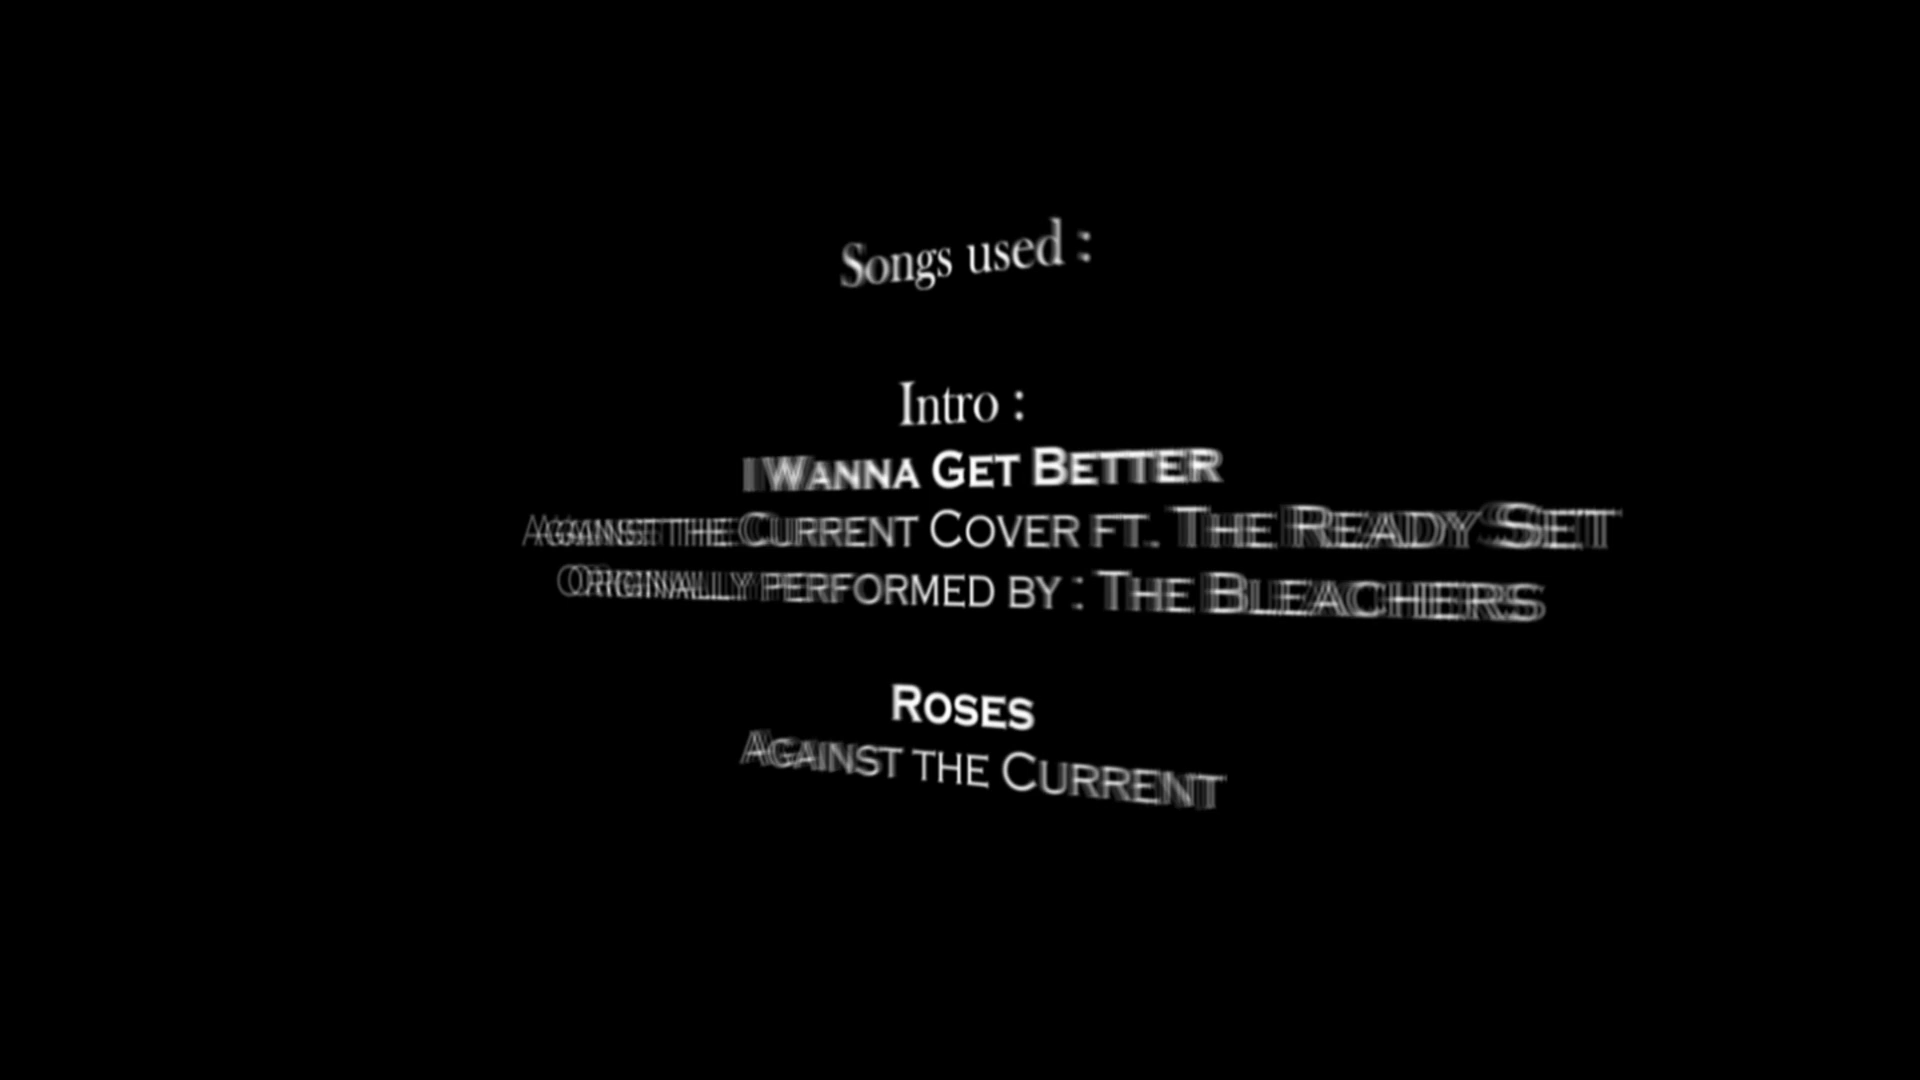 Songs used :
Intro :
I Wanna Get Better
Against the Current Cover ft. The Ready Set
Originally performed by : The Bleachers
Roses
Against the Current